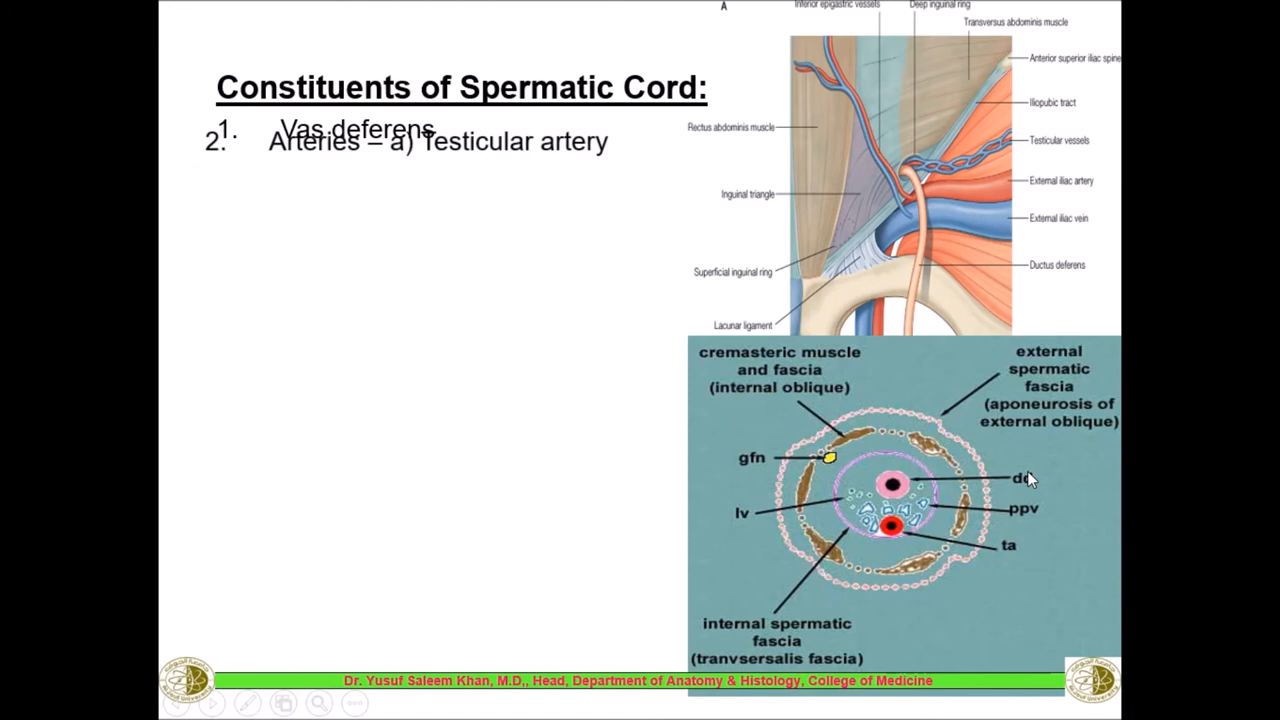 A
Inferior epigastric vessels
Deep inguinal ring
Transversus abdominis muscle
Anterior superior iliac spine
Iliopubic tract
Rectus abdominis muscle
Testicular vessels
External iliac artery
Inguinal triangle
External iliac vein
Ductus deferens
Superficial inguinal ring
Lacunar ligament
Constituents of Spermatic Cord:
1. Vas deferens
2. Arteries – a) Testicular artery
cremasteric muscle
and fascia
(internal oblique)
external
spermatic
fascia
(aponeurosis of
external oblique)
gfn
lv
ppv
ta
internal spermatic
fascia
(tranvsersalis fascia)
Dr. Yusuf Saleem Khan, M.D,, Head, Department of Anatomy & Histology, College of Medicine